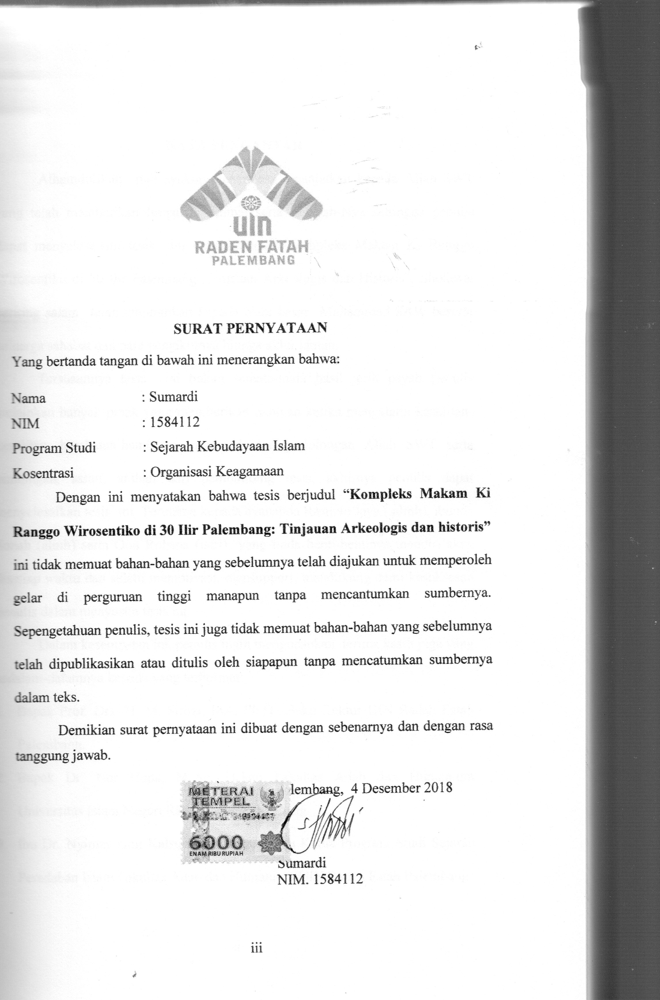 uin
RADEN FATAH
PALEMBANG
SURAT PERNYATAAN
Yang bertanda tangan di bawah ini menerangkan bahwa:
Nama : Sumardi
NIM : 1584112
Program Studi : Sejarah Kebudayaan Islam
Kosentrasi : Organisasi Keagamaan
Dengan ini menyatakan bahwa tesis berjudul “Kompleks Makam Ki
Ranggo Wirosentiko di 30 Ilir Palembang: Tinjauan Arkeologis dan historis”
ini tidak memuat bahan-bahan yang sebelumnya telah diajukan untuk memperoleh
gelar di perguruan tinggi manapun tanpa mencantumkan sumbernya.
Sepengetahuan penulis, tesis ini juga tidak memuat bahan-bahan yang sebelumnya
telah dipublikasikan atau ditulis oleh siapapun tanpa mencatumkan sumbernya
dalam teks.
Demikian surat pernyataan ini dibuat dengan sebenarnya dan dengan rasa
tanggung jawab.
lembang, 4 Desember 2018
METERAI
TEMPEL
6000
ENAM RIBU RUPIAH
Sumardi
NIM. 1584112
iii